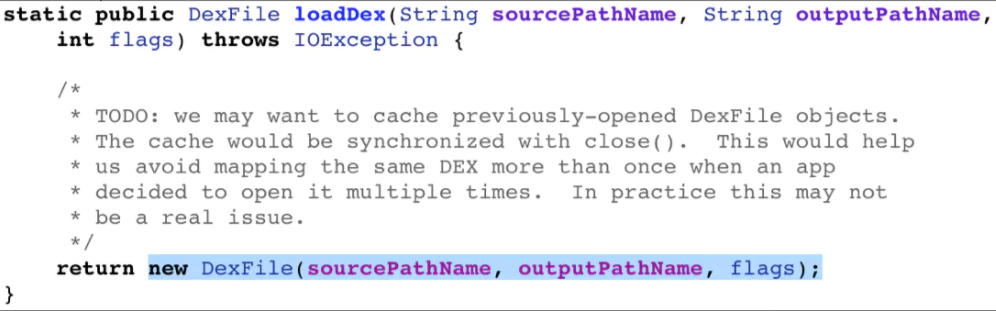 static public DexFile loadDex(String sourcePathName, String outputPathName,
    int flags) throws IOException {

    /*
     * TODO: we may want to cache previously-opened DexFile objects.
     * The cache would be synchronized with close().  This would help
     * us avoid mapping the same DEX more than once when an app
     * decided to open it multiple times.  In practice this may not
     * be a real issue.
     */
    return new DexFile(sourcePathName, outputPathName, flags);
}